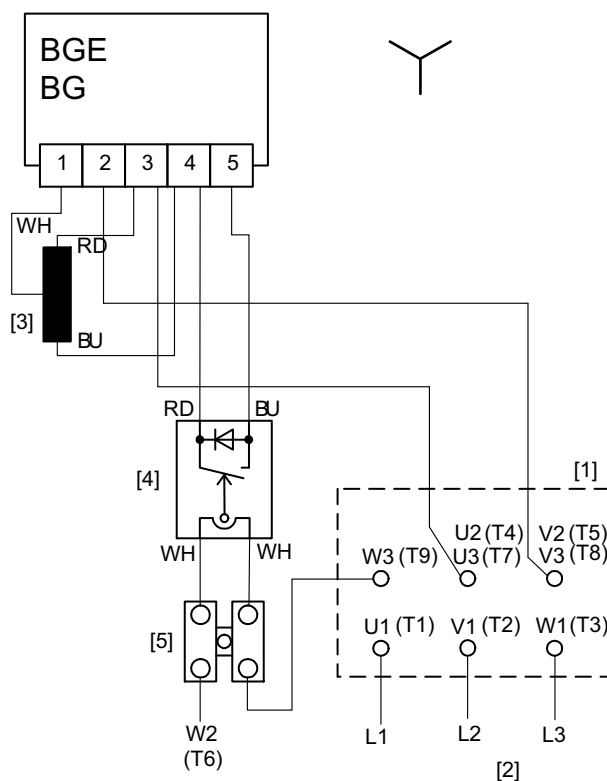 BGE
BG
1 2 3 4 5
WH
RD
[3]
BU
RD BU
[4]
[1]
WH WH
U2 (T4) V2 (T5)
W3 (T9) U3 (T7) V3 (T8)
U1 (T1) V1 (T2) W1 (T3)
[5]
W2
(T6)
L1 L2 L3
[2]